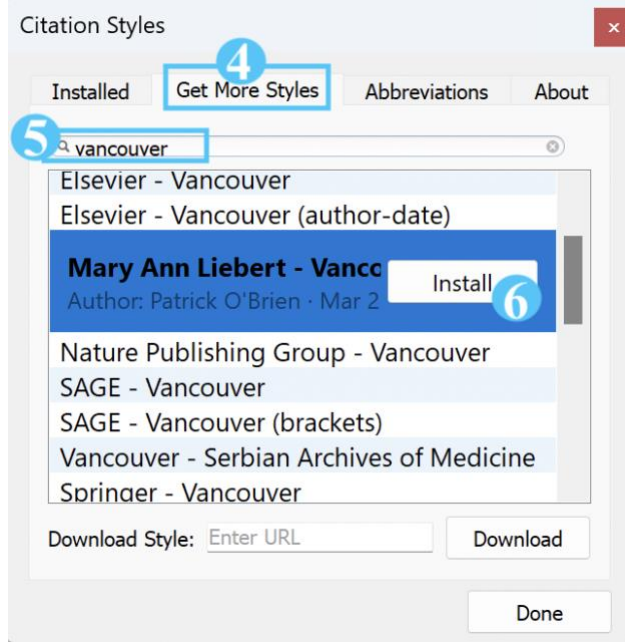 Citation Styles
×
4
Installed Get More Styles Abbreviations About
5 vancouver
Elsevier - Vancouver
Elsevier - Vancouver (author-date)
Mary Ann Liebert - Vanco
Install
Author: Patrick O'Brien · Mar 2
6
Nature Publishing Group - Vancouver
SAGE - Vancouver
SAGE - Vancouver (brackets)
Vancouver - Serbian Archives of Medicine
Springer - Vancouver
Download Style: Enter URL Download
Done